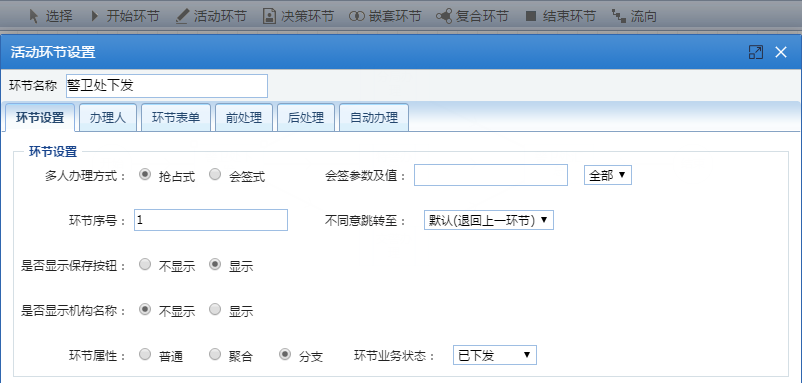 选择 开始环节 活动环节 决策环节 嵌套环节 复合环节 结束环节 流向
活动环节设置
环节名称 警卫处下发
环节设置 办理人 环节表单 前处理 后处理 自动办理
环节设置
多人办理方式： 抢占式 会签式 会签参数及值： 全部
环节序号： 1 不同意跳转至： 默认(退回上一环节)
是否显示保存按钮： 不显示 显示
是否显示机构名称： 不显示 显示
环节属性： 普通 聚合 分支 环节业务状态： 已下发